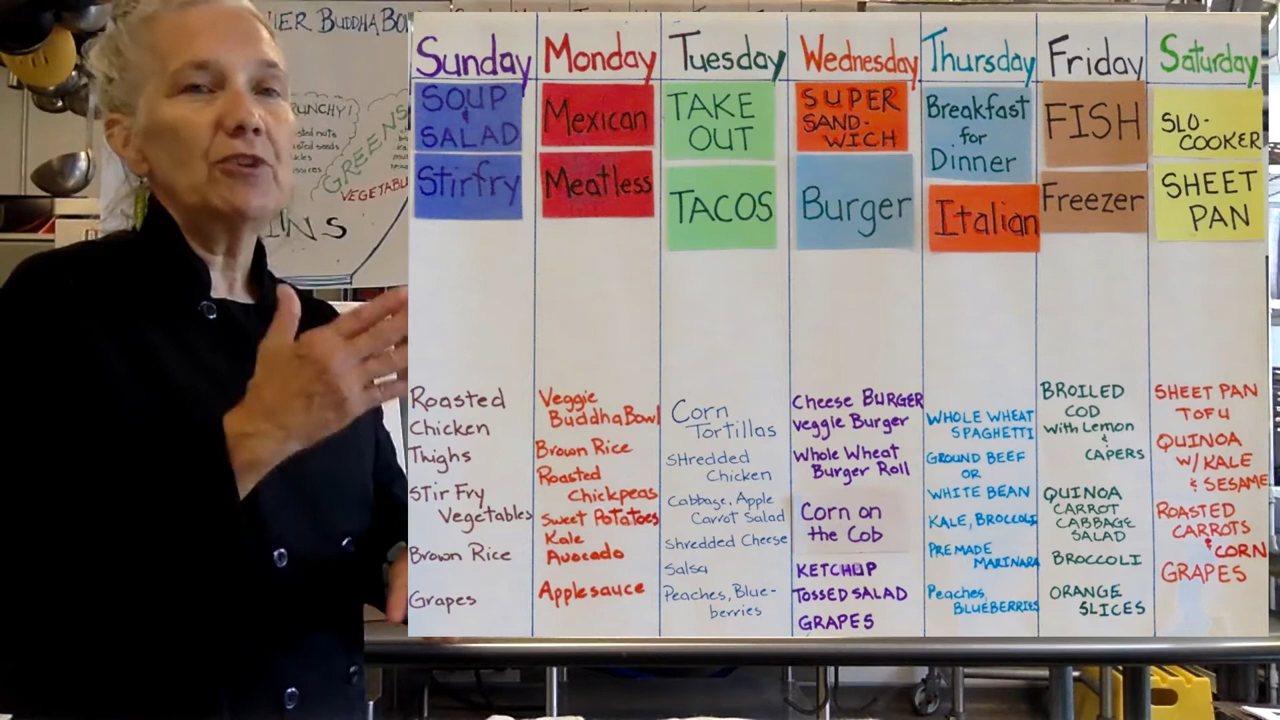 IER BUDDHA BO
RUNCHY!
GREENS
VEGETABL
INS
Sunday
SOUP
&
SALAD
Stirfry
Roasted
Chicken
Thighs
STir Fry
Vegetables
Brown Rice
Grapes
Monday
Mexican
Meatless
Veggie
Buddha Bowl
Brown Rice
Roasted
Chickpeas
Sweet Potatoes
Kale
Avocado
Applesauce
Tuesday
TAKE
OUT
TACOS
Corn
Tortillas
SHredded
Chicken
Cabbage, Apple
Carrot Salad
Shredded Cheese
Salsa
Peaches, Blue-
berries
Wednesday
SUPER
SAND-
WICH
Burger
Cheese BURGER
Veggie Burger
Whole Wheat
Burger Roll
Corn on
the Cob
KETCHUP
TOSSED SALAD
GRAPES
Thursday
Breakfast
for
Dinner
Italian
WHOLE WHEAT
SPAGHETTI
GROUND BEEF
OR
WHITE BEAN
KALE, BROCCOLI
PREMADE
MARINARA
Peaches,
BLUEBERRIES
Friday
FISH
Freezer
BROILED
COD
with Lemon
&
CAPERS
QUINOA
CARROT
CABBAGE
SALAD
BROCCOLI
ORANGE
SLICES
Saturday
SLO-
COOKER
SHEET
PAN
SHEET PAN
TOFU
QUINOA
W/KALE
& SESAME
ROASTED
CARROTS
& CORN
GRAPES